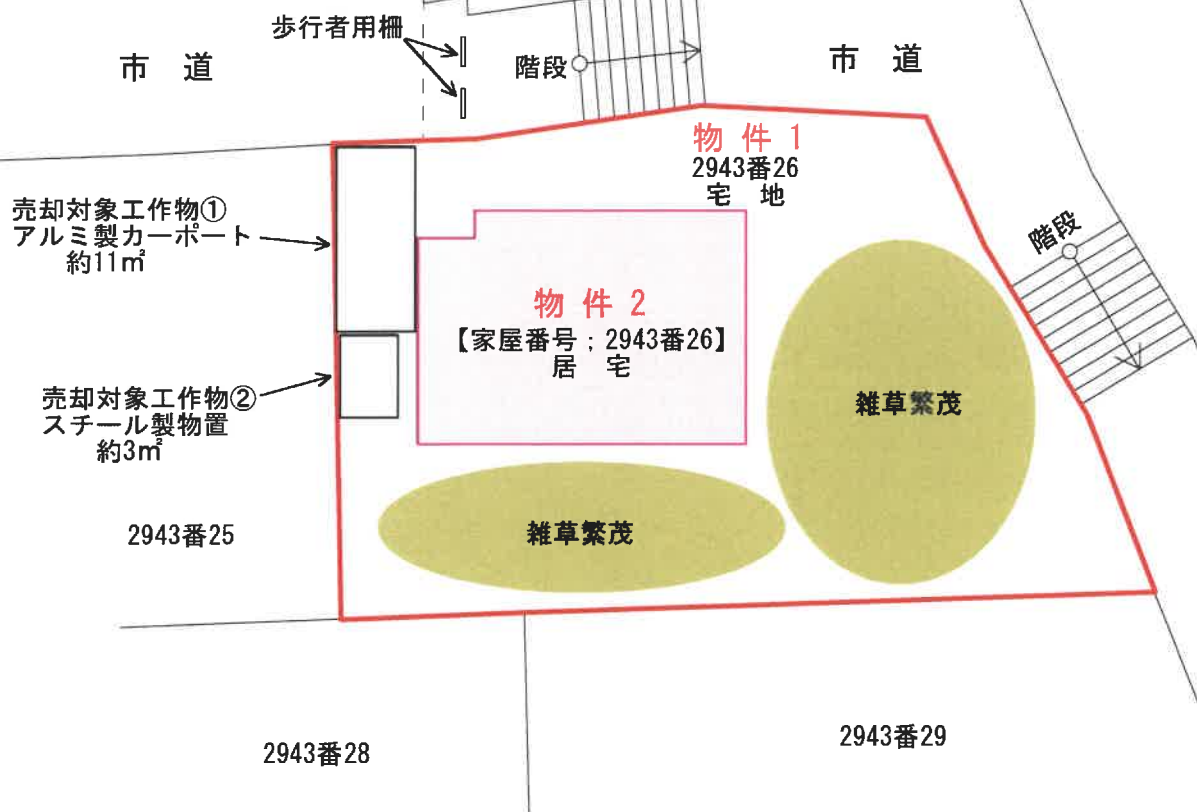 歩行者用柵
市 道
階段
市 道
物 件 1
2943番26
宅 地
売却対象工作物①
アルミ製カーポート
約11㎡
階段
物 件 2
【家屋番号；2943番26】
居 宅
売却対象工作物②
スチール製物置
約3㎡
雑草繁茂
雑草繁茂
2943番25
2943番28
2943番29